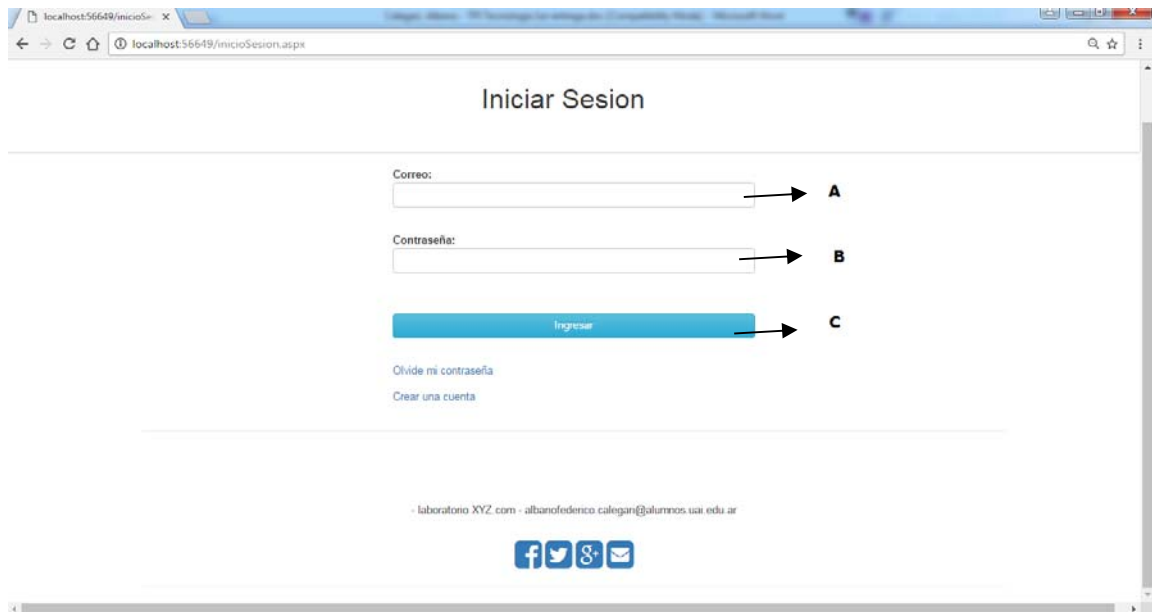 localhost:56649/inicioSe
localhost:56649/inicioSesion.aspx
Iniciar Sesion
Correo:
A
Contraseña:
B
Ingresar
C
Olvide mi contraseña
Crear una cuenta
- laboratorio XYZ.com - albanofederico.calegari@alumnos.uai.edu.ar